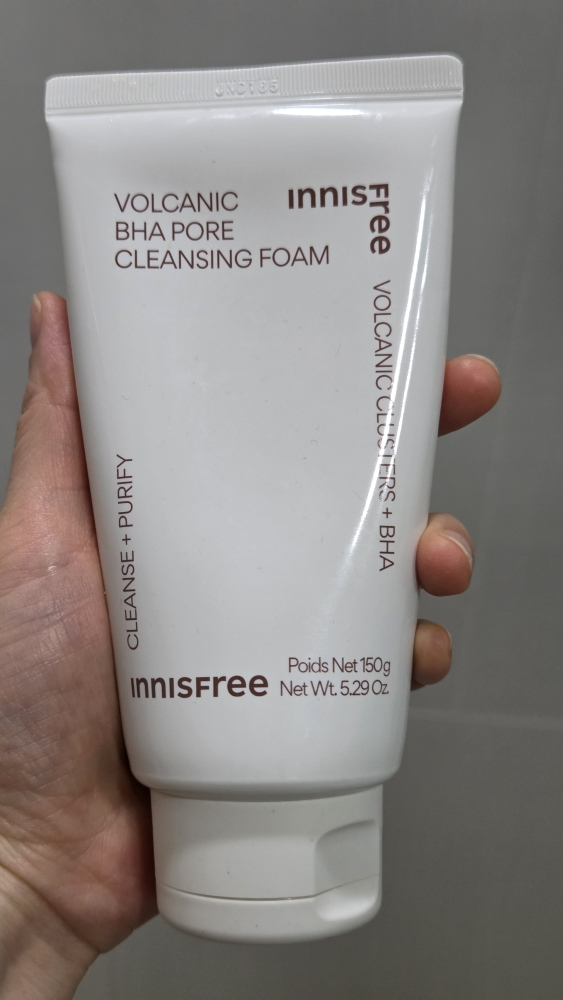 VOLCANIC
BHA PORE
CLEANSING FOAM
INNISFree
VOLCANIC CLUSTERS + BHA
CLEANSE + PURIFY
INNISFree
Poids Net 150g
Net Wt. 5.29 Oz.